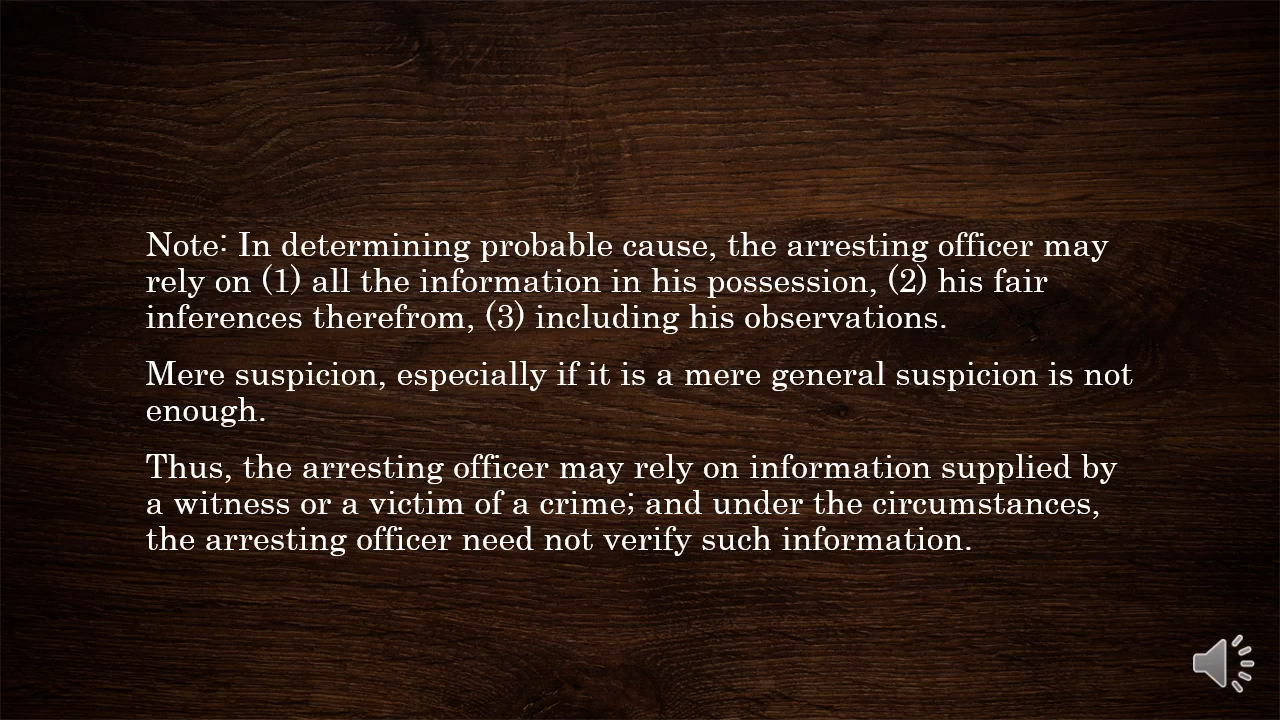 Note: In determining probable cause, the arresting officer may
rely on (1) all the information in his possession, (2) his fair
inferences therefrom, (3) including his observations.
Mere suspicion, especially if it is a mere general suspicion is not
enough.
Thus, the arresting officer may rely on information supplied by
a witness or a victim of a crime; and under the circumstances,
the arresting officer need not verify such information.